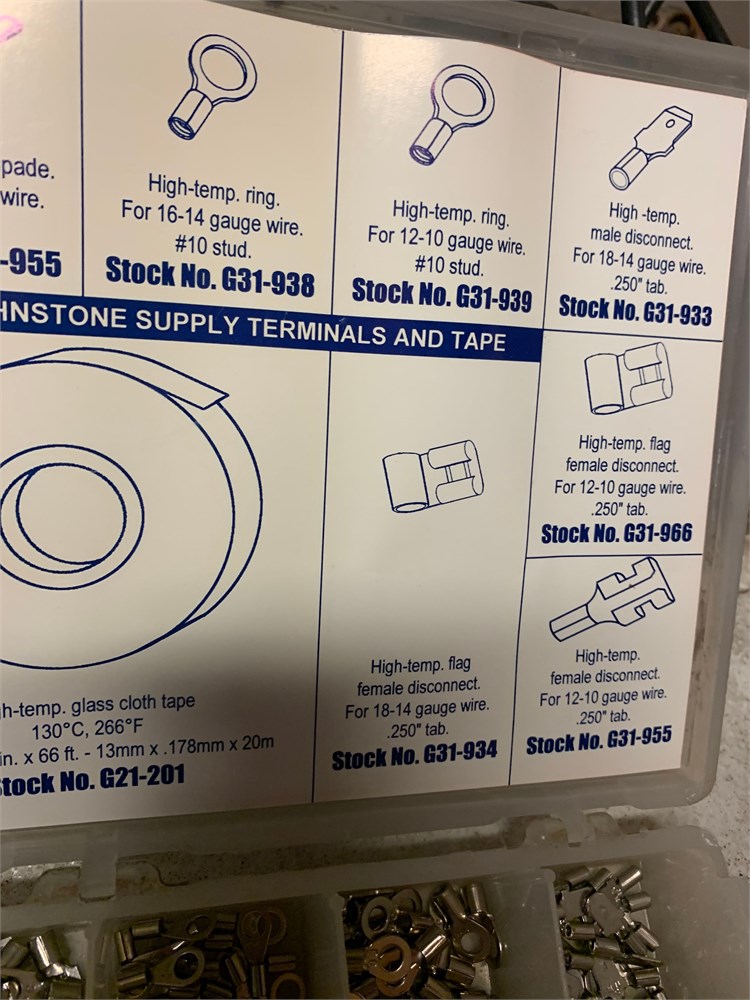 wire.
-955
High-temp. ring.
For 16-14 gauge wire.
#10 stud.
Stock No. G31-938
High-temp. ring.
For 12-10 gauge wire.
#10 stud.
Stock No. G31-939
High -temp.
male disconnect.
For 18-14 gauge wire.
.250" tab.
Stock No. G31-933
HNSTONE SUPPLY TERMINALS AND TAPE
High-temp. flag
female disconnect.
For 12-10 gauge wire.
.250" tab.
Stock No. G31-966
h-temp. glass cloth tape
130°C, 266°F
in. x 66 ft. - 13mm x .178mm x 20m
Stock No. G21-201
High-temp. flag
female disconnect.
For 18-14 gauge wire.
.250" tab.
Stock No. G31-934
High-temp.
female disconnect.
For 12-10 gauge wire.
.250" tab.
Stock No. G31-955